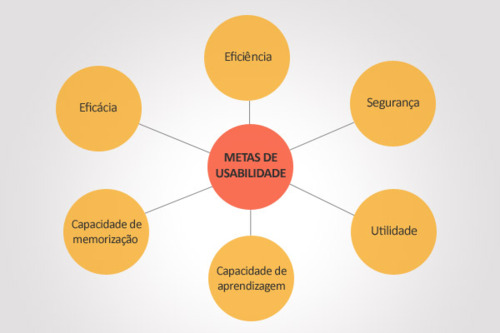 Eficiência
Eficácia
Segurança
METAS DE
USABILIDADE
Capacidade de
memorização
Utilidade
Capacidade de
aprendizagem